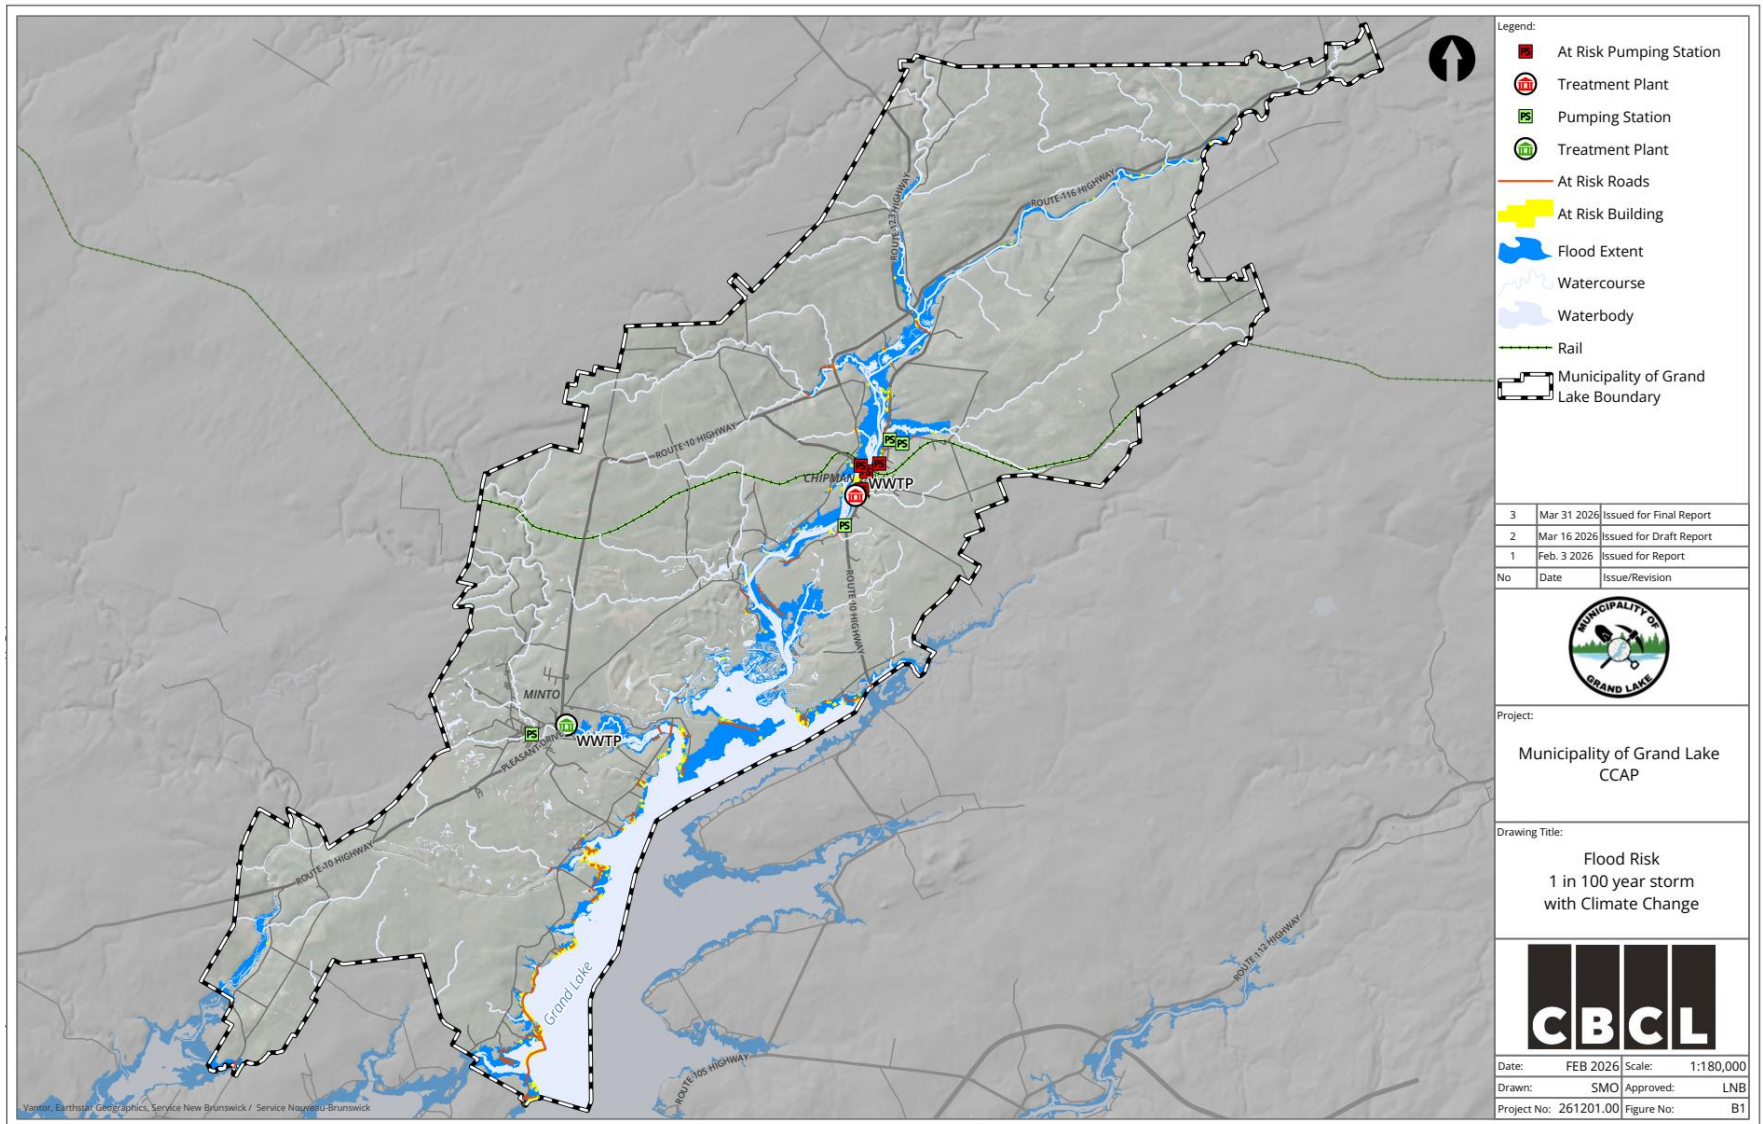 Legend:
PS At Risk Pumping Station
Treatment Plant
PS Pumping Station
Treatment Plant
At Risk Roads
At Risk Building
Flood Extent
Watercourse
Waterbody
Rail
Municipality of Grand
Lake Boundary
ROUTE 123 HIGHWAY
ROUTE 116 HIGHWAY
ROUTE 10 HIGHWAY
PS
PS
PS
PS
CHIPMAN
WWTP
PS
ROUTE 10 HIGHWAY
MINTO
PS
WWTP
PLEASANT DRIVE
ROUTE 10 HIGHWAY
Grand Lake
ROUTE 112 HIGHWAY
ROUTE 105 HIGHWAY
Vantor, Earthstar Geographics, Service New Brunswick / Service Nouveau-Brunswick
3 Mar 31 2026 Issued for Final Report
2 Mar 16 2026 Issued for Draft Report
1 Feb. 3 2026 Issued for Report
No Date Issue/Revision
MUNICIPALITY OF
GRAND LAKE
Project:
Municipality of Grand Lake
CCAP
Drawing Title:
Flood Risk
1 in 100 year storm
with Climate Change
CBCL
Date: FEB 2026 Scale: 1:180,000
Drawn: SMO Approved: LNB
Project No: 261201.00 Figure No: B1